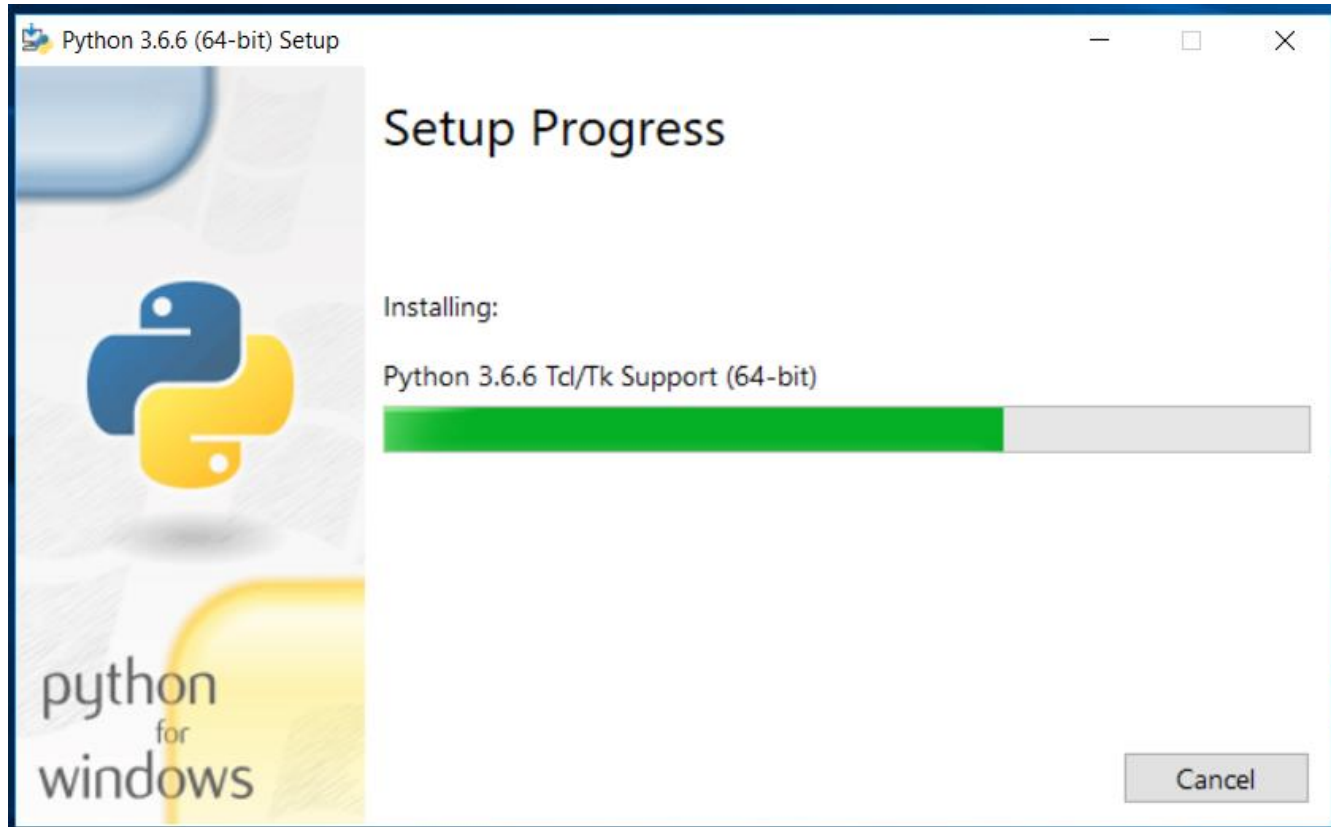 Python 3.6.6 (64-bit) Setup
Setup Progress
Installing:
Python 3.6.6 Tcl/Tk Support (64-bit)
python
for
windows
Cancel